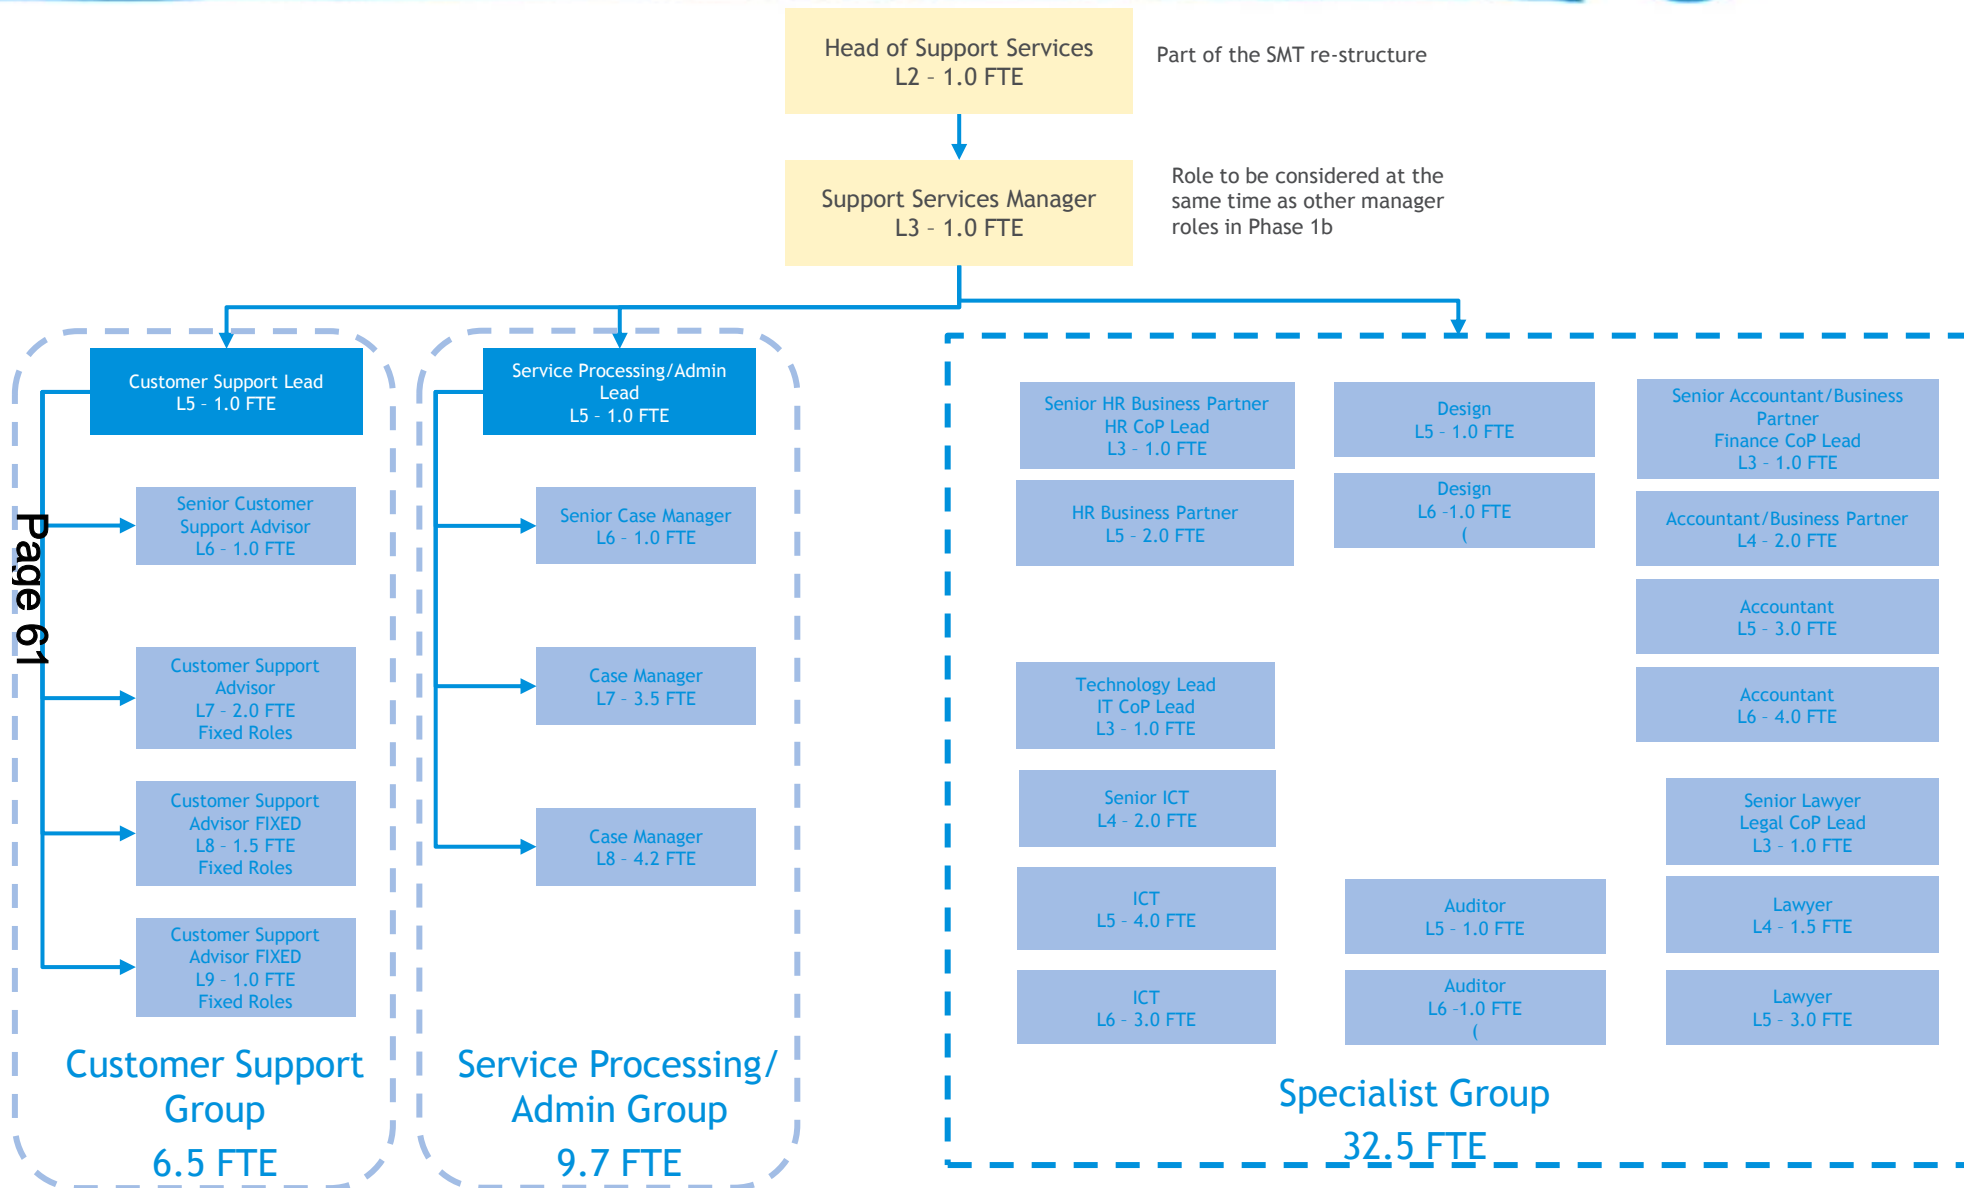 Head of Support Services
L2 – 1.0 FTE
Part of the SMT re-structure
Support Services Manager
L3 – 1.0 FTE
Role to be considered at the
same time as other manager
roles in Phase 1b
Customer Support Lead
L5 – 1.0 FTE
Senior Customer
Support Advisor
L6 – 1.0 FTE
Customer Support
Advisor
L7 – 2.0 FTE
Fixed Roles
Customer Support
Advisor FIXED
L8 – 1.5 FTE
Fixed Roles
Customer Support
Advisor FIXED
L9 – 1.0 FTE
Fixed Roles
Customer Support
Group
6.5 FTE
Page 61
Service Processing/Admin
Lead
L5 – 1.0 FTE
Senior Case Manager
L6 – 1.0 FTE
Case Manager
L7 – 3.5 FTE
Case Manager
L8 – 4.2 FTE
Service Processing/
Admin Group
9.7 FTE
Senior HR Business Partner
HR CoP Lead
L3 – 1.0 FTE
HR Business Partner
L5 – 2.0 FTE
Technology Lead
IT CoP Lead
L3 – 1.0 FTE
Senior ICT
L4 – 2.0 FTE
ICT
L5 – 4.0 FTE
ICT
L6 – 3.0 FTE
Design
L5 – 1.0 FTE
Design
L6 –1.0 FTE
(
Auditor
L5 – 1.0 FTE
Auditor
L6 –1.0 FTE
(
Senior Accountant/Business
Partner
Finance CoP Lead
L3 – 1.0 FTE
Accountant/Business Partner
L4 – 2.0 FTE
Accountant
L5 – 3.0 FTE
Accountant
L6 – 4.0 FTE
Senior Lawyer
Legal CoP Lead
L3 – 1.0 FTE
Lawyer
L4 – 1.5 FTE
Lawyer
L5 – 3.0 FTE
Specialist Group
32.5 FTE